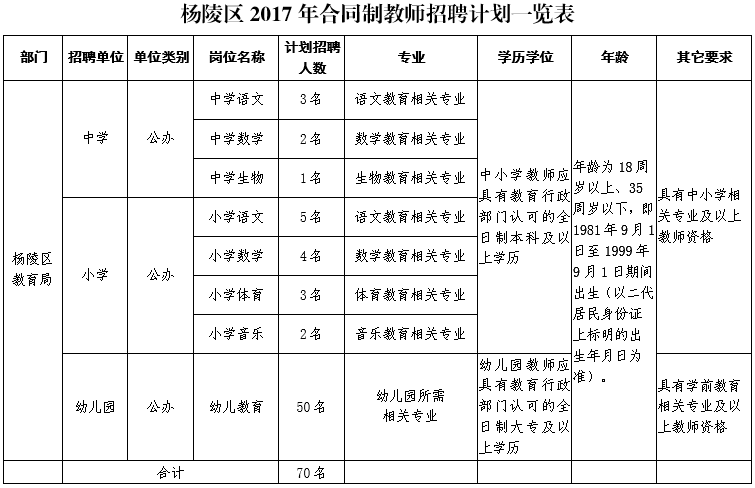 杨陵区 2017 年合同制教师招聘计划一览表
部门 招聘单位 单位类别 岗位名称 计划招聘 专业 学历学位 年龄 其它要求
人数
杨陵区
教育局
中学 公办
中学语文 3名 语文教育相关专业
中学数学 2名 数学教育相关专业
中学生物 1名 生物教育相关专业
小学 公办
小学语文 5名 语文教育相关专业
小学数学 4名 数学教育相关专业
小学体育 3名 体育教育相关专业
小学音乐 2名 音乐教育相关专业
中小学教师应
具有教育行政
部门认可的全
日制本科及以
上学历
年龄为 18 周
岁以上、35
周岁以下，即
1981 年 9 月 1
日至 1999 年
9 月 1 日期间
出生（以二代
居民身份证
上标明的出
生年月日为
准）。
具有中小学相
关专业及以上
教师资格
幼儿园 公办 幼儿教育 50名
幼儿园所需
相关专业
幼儿园教师应
具有教育行政
部门认可的全
日制大专及以
上学历
具有学前教育
相关专业及以
上教师资格
合计 70名